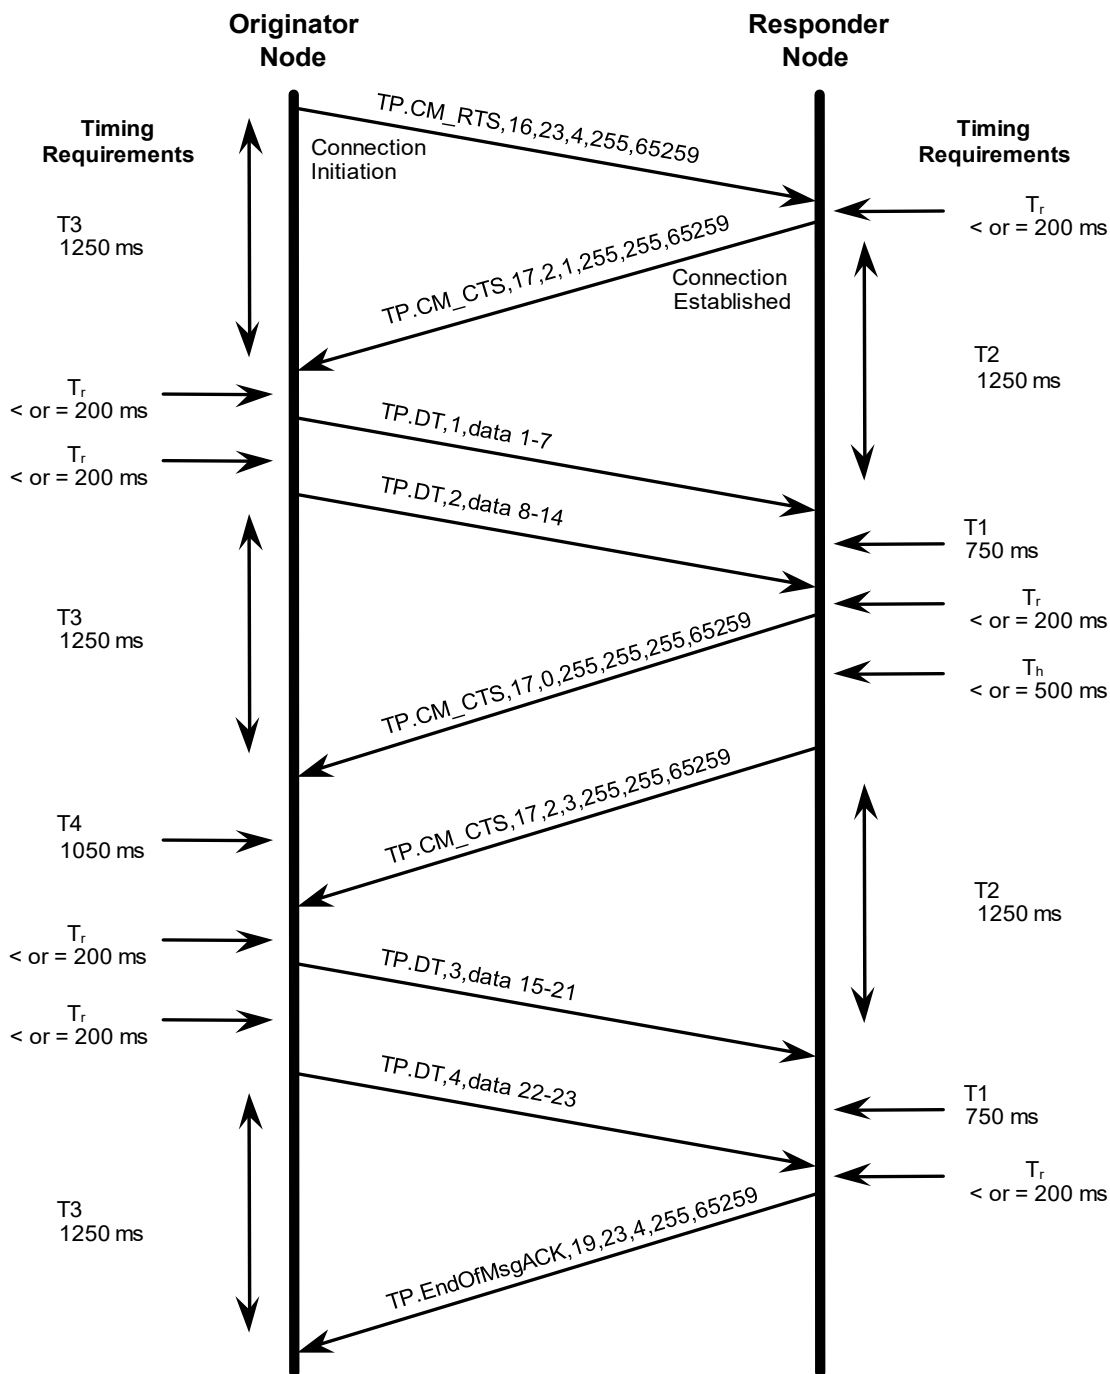 Originator
Node
Responder
Node
Timing
Requirements
Timing
Requirements
TP.CM_RTS,16,23,4,255,65259
Connection
Initiation
T3
1250 ms
Tr
< or = 200 ms
TP.CM_CTS,17,2,1,255,255,65259
Connection
Established
T2
1250 ms
Tr
< or = 200 ms
TP.DT,1,data 1-7
Tr
< or = 200 ms
TP.DT,2,data 8-14
T1
750 ms
Tr
< or = 200 ms
T3
1250 ms
TP.CM_CTS,17,0,255,255,255,65259
Th
< or = 500 ms
TP.CM_CTS,17,2,3,255,255,65259
T4
1050 ms
T2
1250 ms
Tr
< or = 200 ms
TP.DT,3,data 15-21
Tr
< or = 200 ms
TP.DT,4,data 22-23
T1
750 ms
Tr
< or = 200 ms
T3
1250 ms
TP.EndOfMsgACK,19,23,4,255,65259